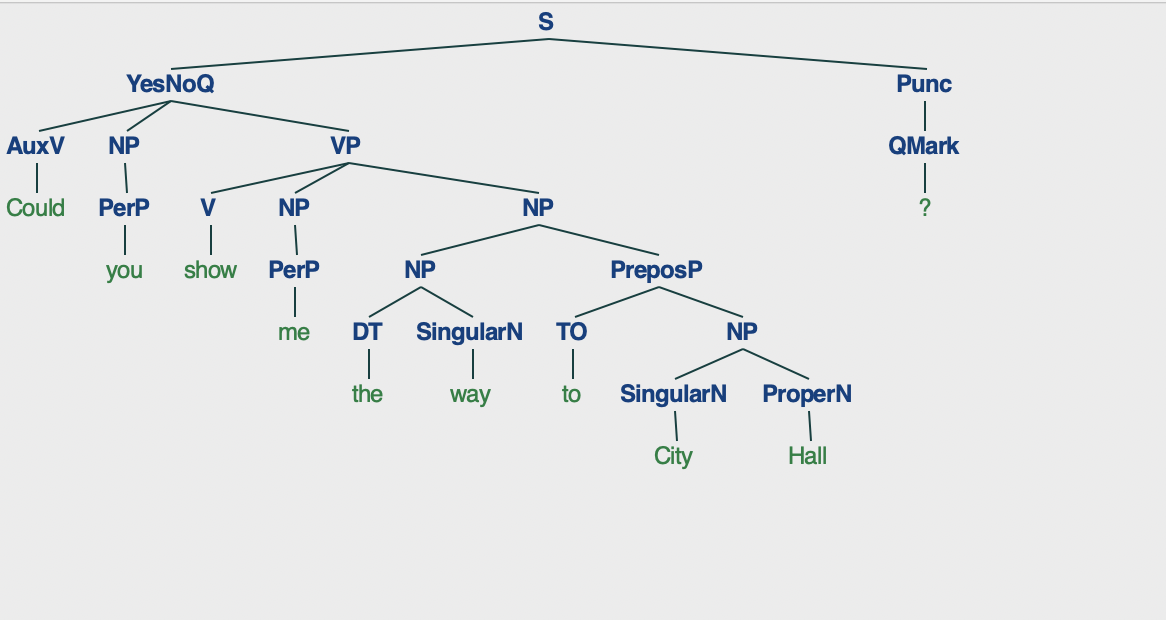 S
YesNoQ Punc
AuxV NP VP QMark
Could PerP V NP NP ?
you show PerP NP PreposP
me DT SingularN TO NP
the way to SingularN ProperN
City Hall